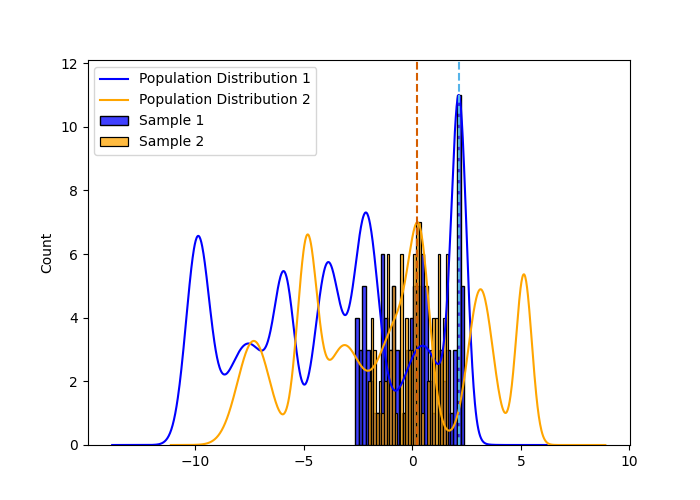 12
10
8
6
4
2
0
Count
Population Distribution 1
Population Distribution 2
Sample 1
Sample 2
−10
−5
0
5
10